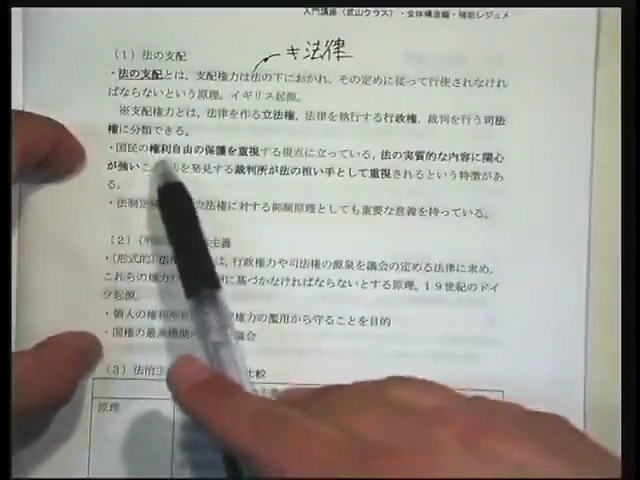 入門講座（武山クラス）・全体構造編・補助レジュメ
≠法律
（1）法の支配
・法の支配とは、支配権力は法の下におかれ、その定めに従って行使されなけれ
ばならないという原理。イギリス起源。
※支配権力とは、法律を作る立法権、法律を執行する行政権、裁判を行う司法
権に分類できる。
・国民の権利自由の保護を重視する視点に立っている。法の実質的な内容に関心
が強いこ を発見する裁判所が法の担い手として重視されるという特徴があ
る。
・法制定 立法権に対する抑制原理としても重要な意義を持っている。
（2） 主義
・（形式的）法 は、行政権力や司法権の源泉を議会の定める法律に求め、
これらの権力 に基づかなければならないとする原理。１９世紀のドイ
ツ起源。
・個人の権利 権力の濫用から守ることを目的
・国権の最高機関 議会
（3）法治主 比較
原理